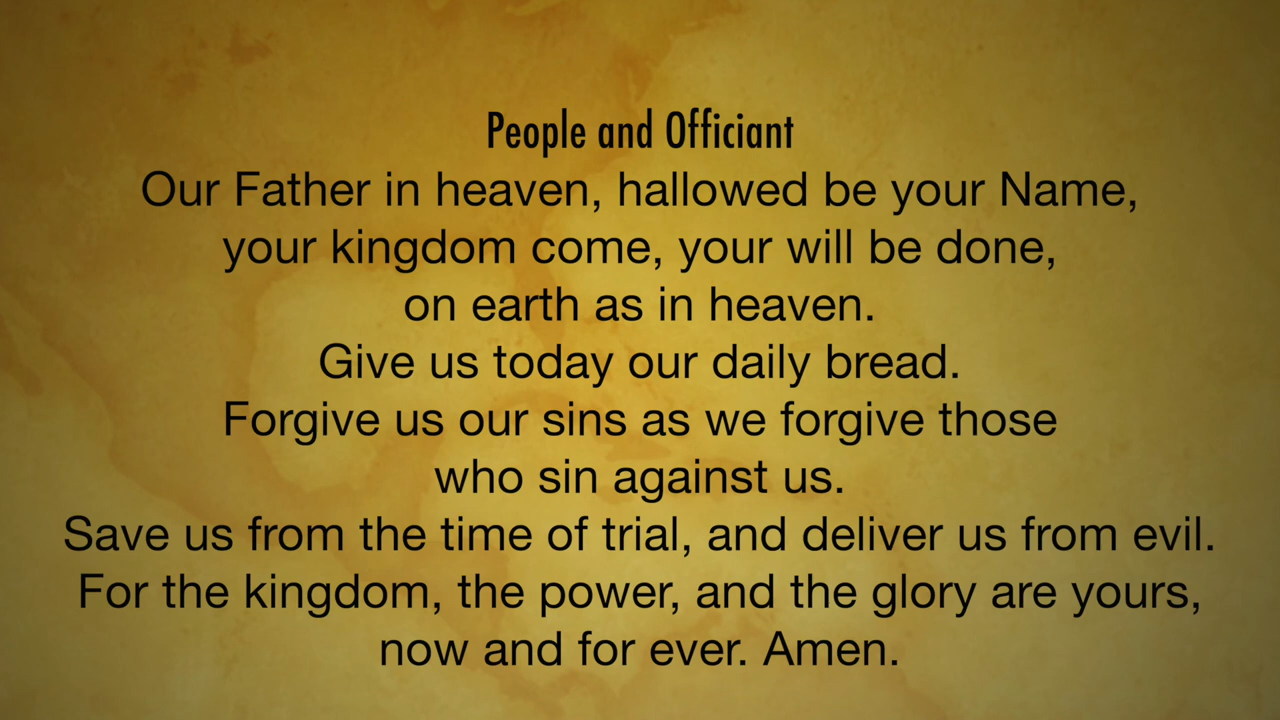 People and Officiant
Our Father in heaven, hallowed be your Name,
your kingdom come, your will be done,
on earth as in heaven.
Give us today our daily bread.
Forgive us our sins as we forgive those
who sin against us.
Save us from the time of trial, and deliver us from evil.
For the kingdom, the power, and the glory are yours,
now and for ever. Amen.